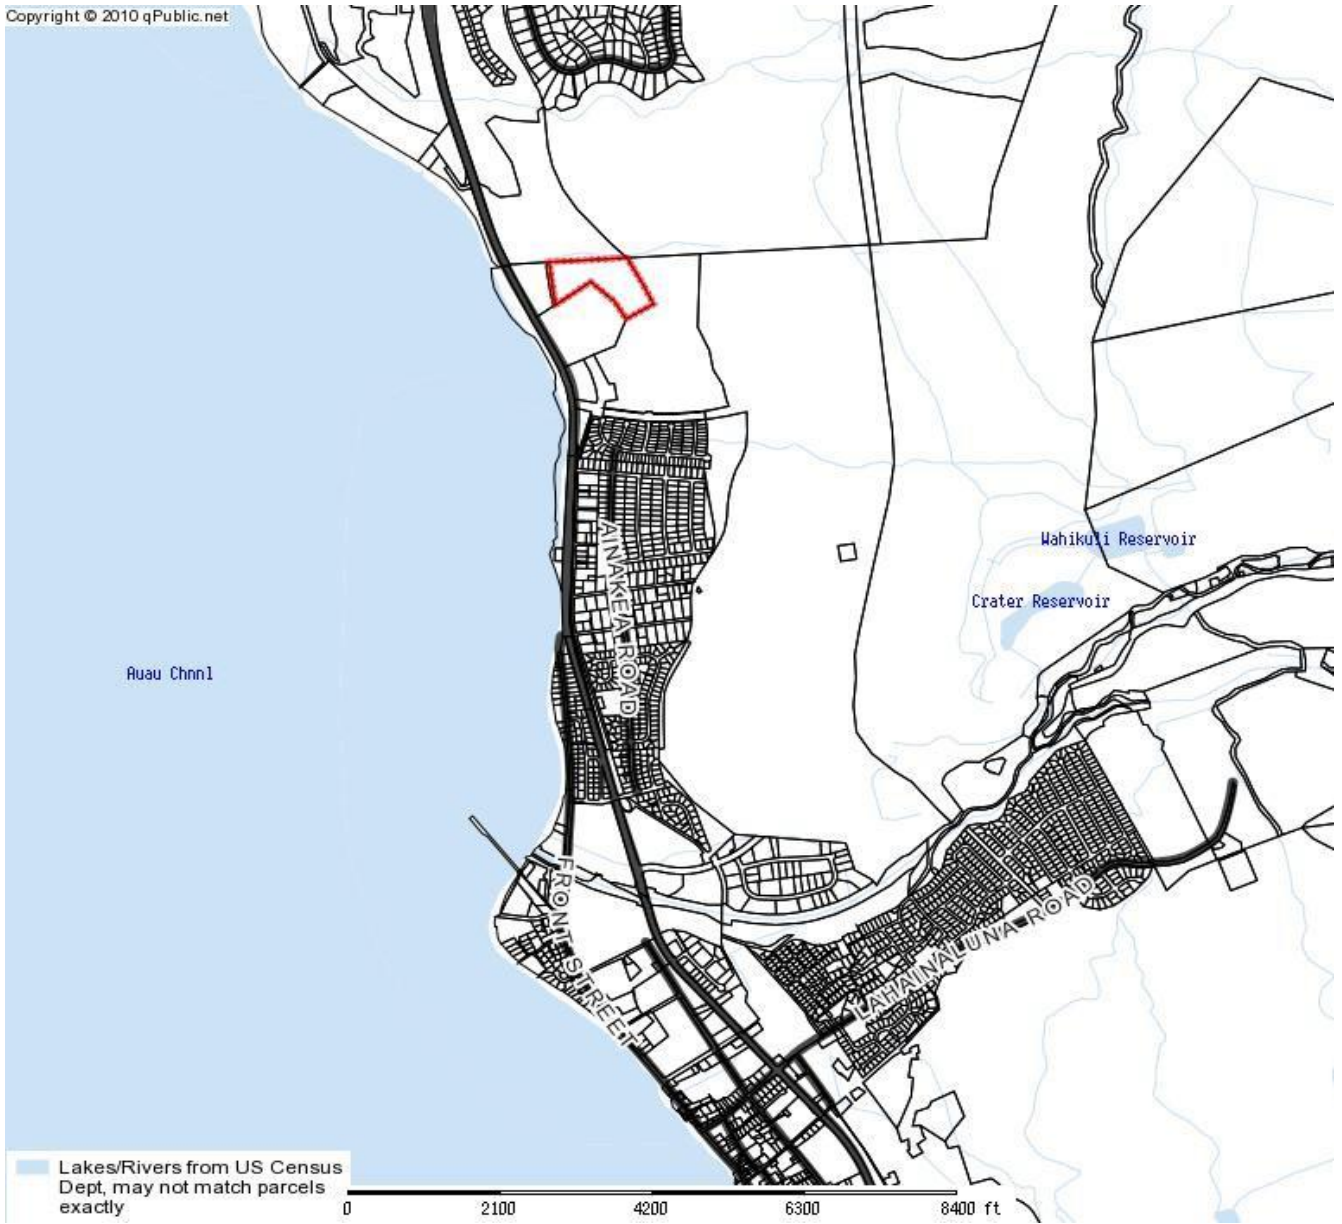 Copyright © 2010 qPublic.net
Wahikuli Reservoir
AINAKEA ROAD
Crater Reservoir
Auau Chnnl
FRONT STREET
LAHAINALUNA ROAD
Lakes/Rivers from US Census
Dept, may not match parcels
exactly
0 2100 4200 6300 8400 ft